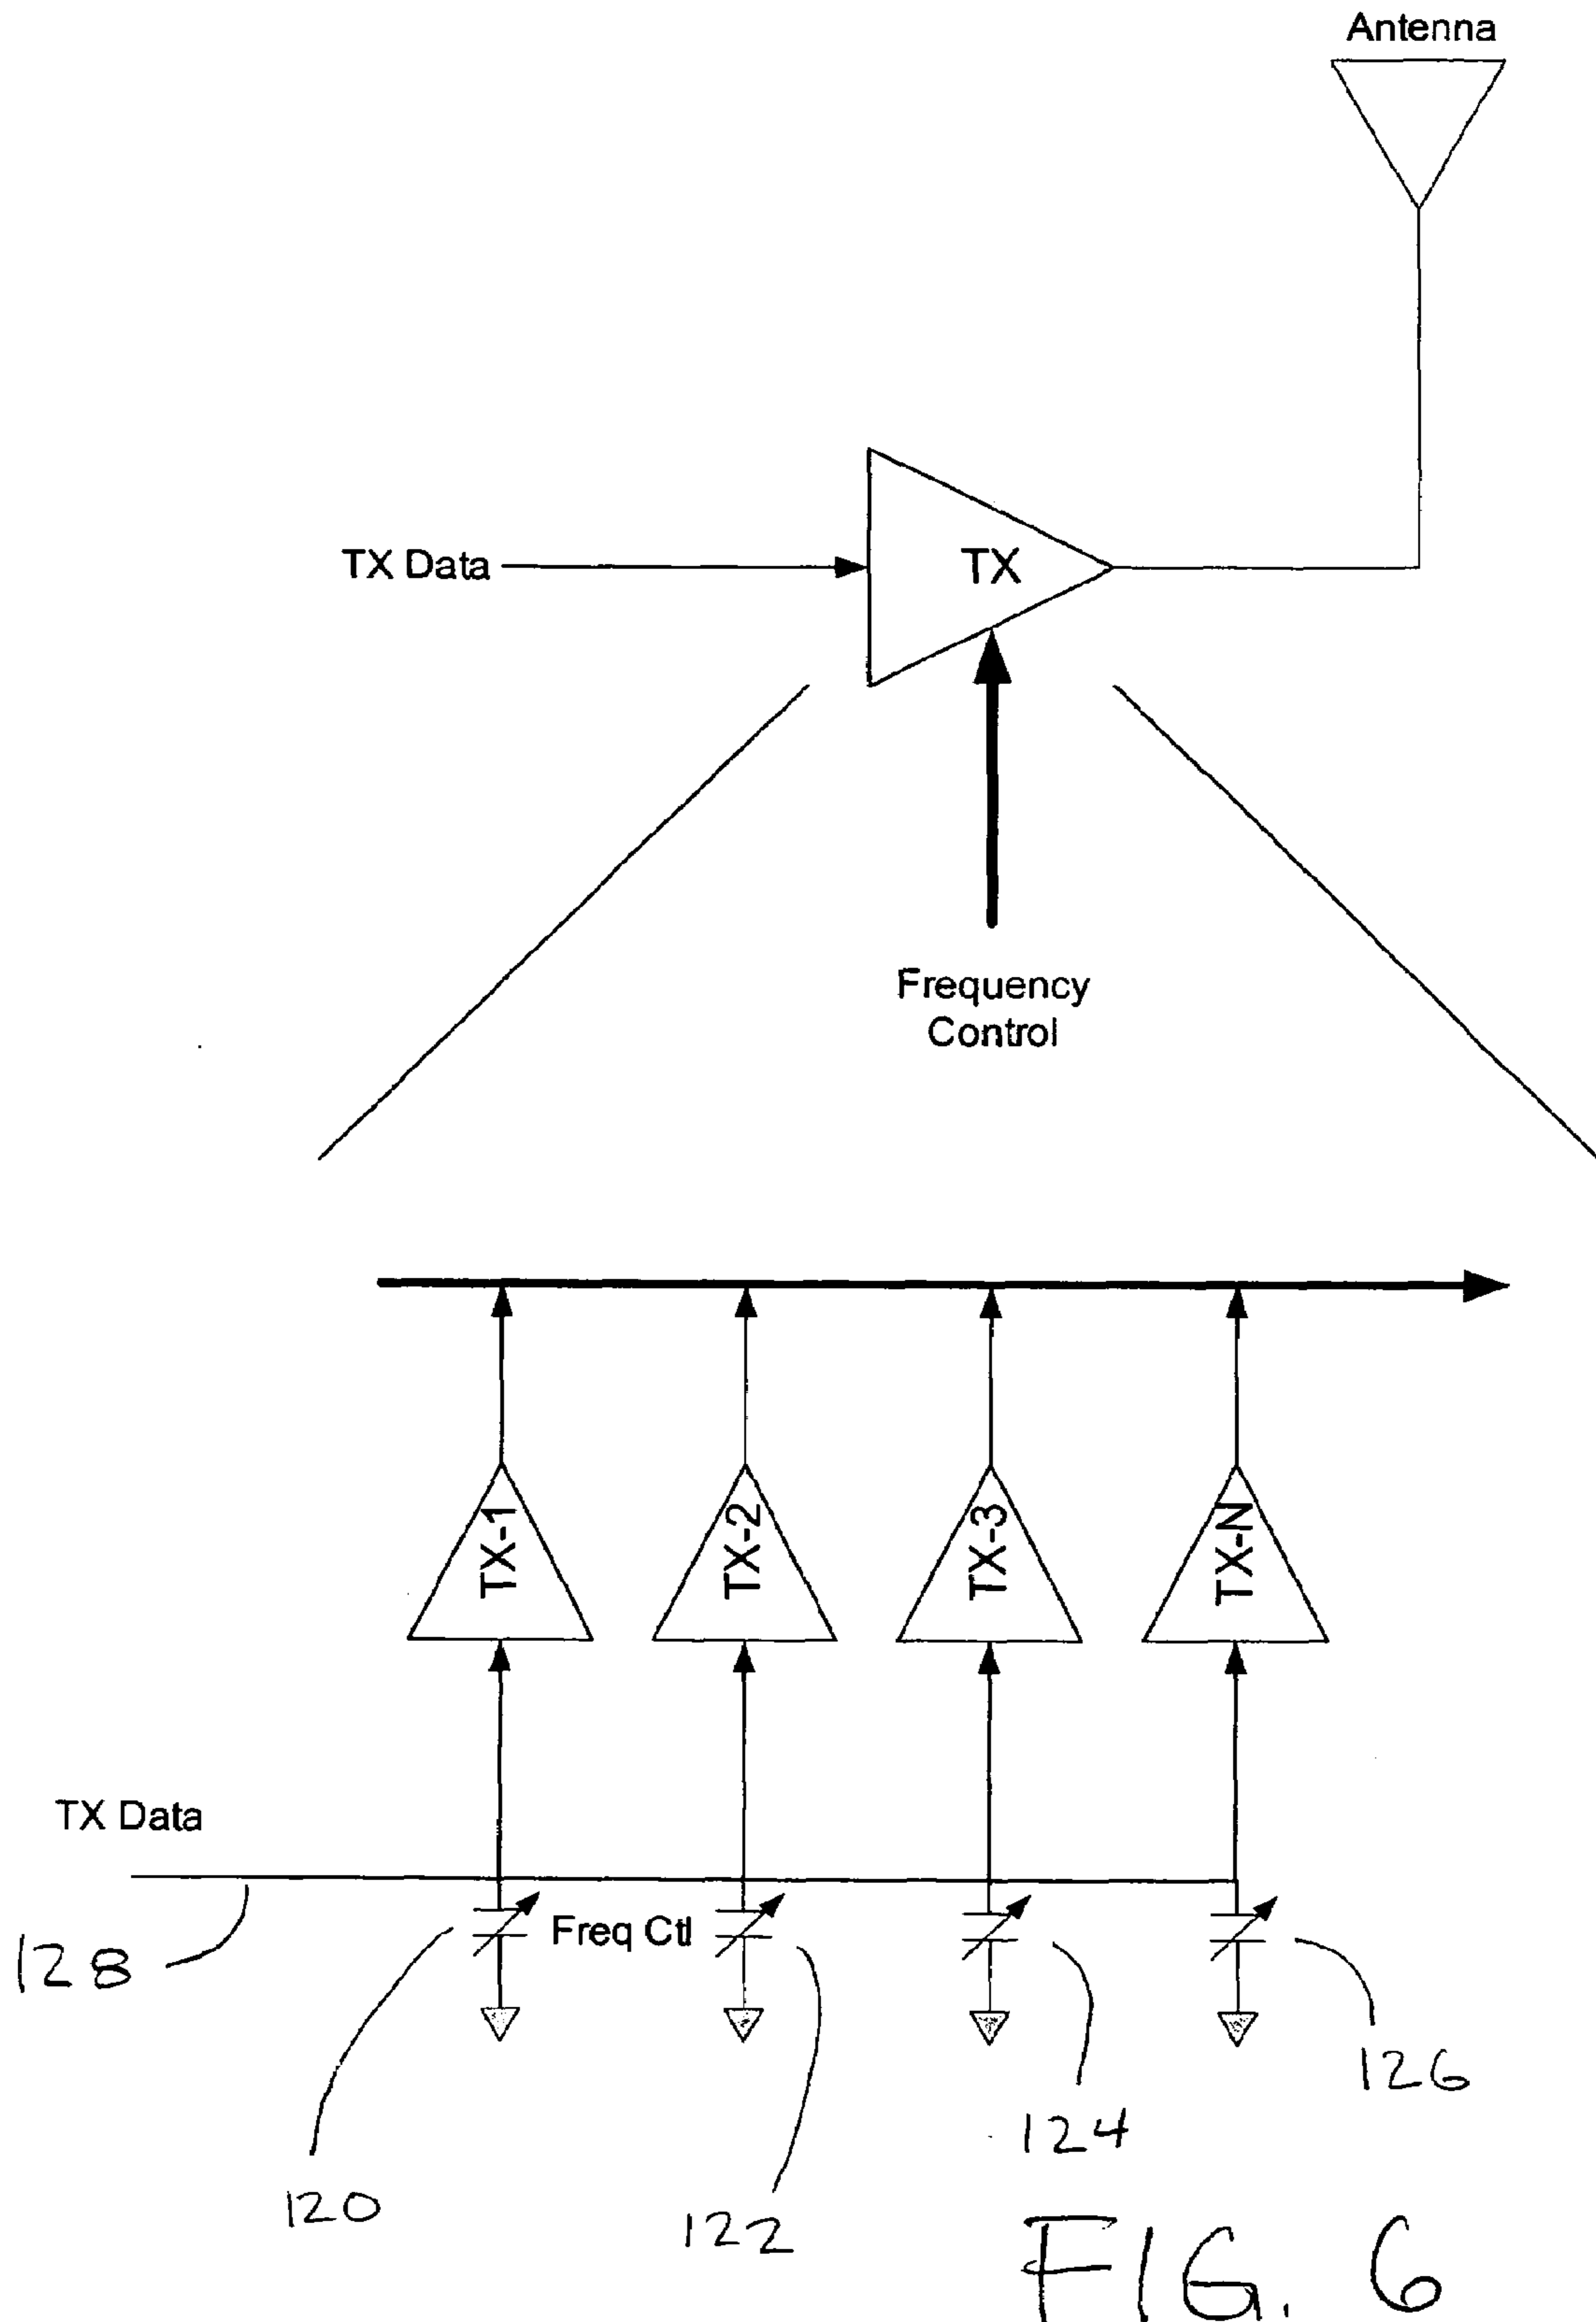 Antenna
TX Data
TX
Frequency
Control
TX-1
TX-2
TX-3
TX-N
TX Data
Freq Ctl
128
126
124
120
122
FIG. 6